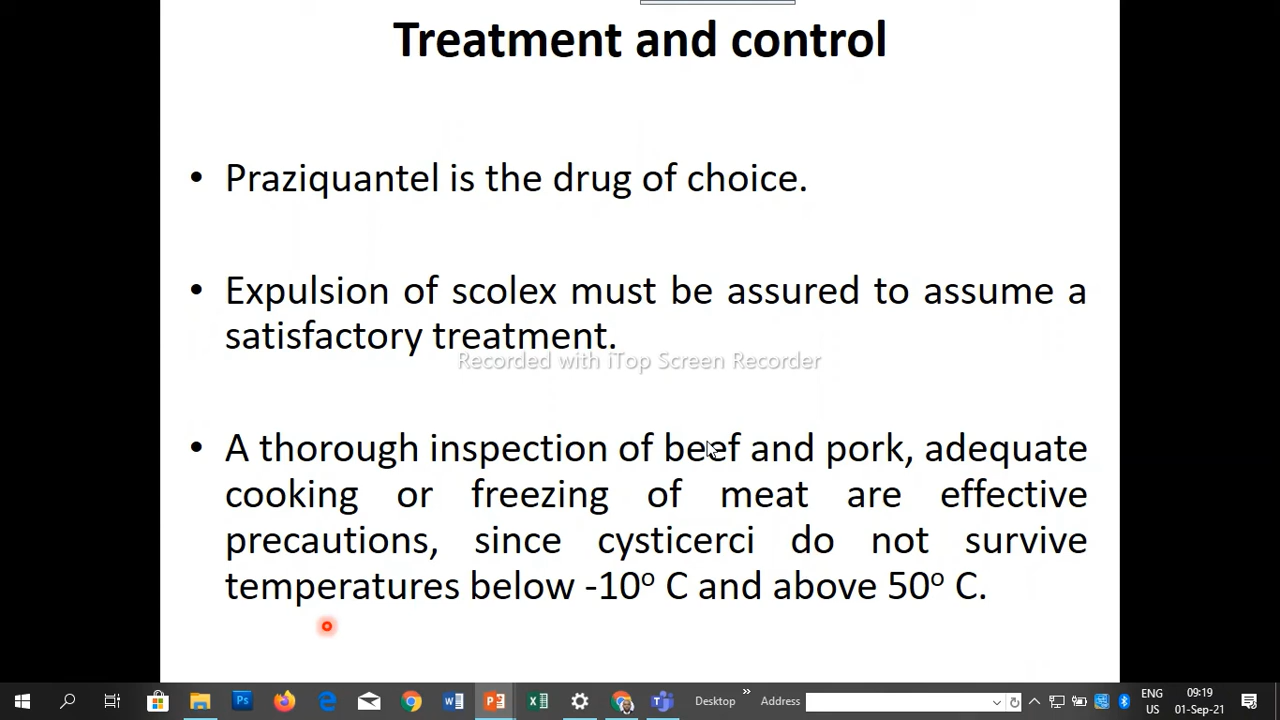 Treatment and control
• Praziquantel is the drug of choice.
• Expulsion of scolex must be assured to assume a
satisfactory treatment.
Recorded with iTop Screen Recorder
• A thorough inspection of beef and pork, adequate
cooking or freezing of meat are effective
precautions, since cysticerci do not survive
temperatures below -10º C and above 50º C.
Desktop
Address
ENG
US
09:19
01-Sep-21